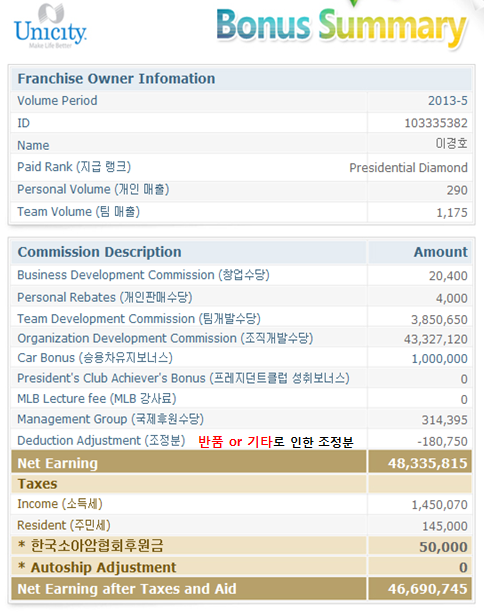 Unicity
Make Life Better
Bonus Summary
Franchise Owner Infomation
Volume Period 2013-5
ID 103335382
Name 이경호
Paid Rank (지급 랭크) Presidential Diamond
Personal Volume (개인 매출) 290
Team Volume (팀 매출) 1,175
Commission Description Amount
Business Development Commission (창업수당) 20,400
Personal Rebates (개인판매수당) 4,000
Team Development Commission (팀개발수당) 3,850,650
Organization Development Commission (조직개발수당) 43,327,120
Car Bonus (승용차유지보너스) 1,000,000
President's Club Achiever's Bonus (프레지던트클럽 성취보너스) 0
MLB Lecture fee (MLB 강사료) 0
Management Group (국제후원수당) 314,395
Deduction Adjustment (조정분) 반품 or 기타로 인한 조정분 -180,750
Net Earning 48,335,815
Taxes
Income (소득세) 1,450,070
Resident (주민세) 145,000
* 한국소아암협회후원금 50,000
* Autoship Adjustment 0
Net Earning after Taxes and Aid 46,690,745